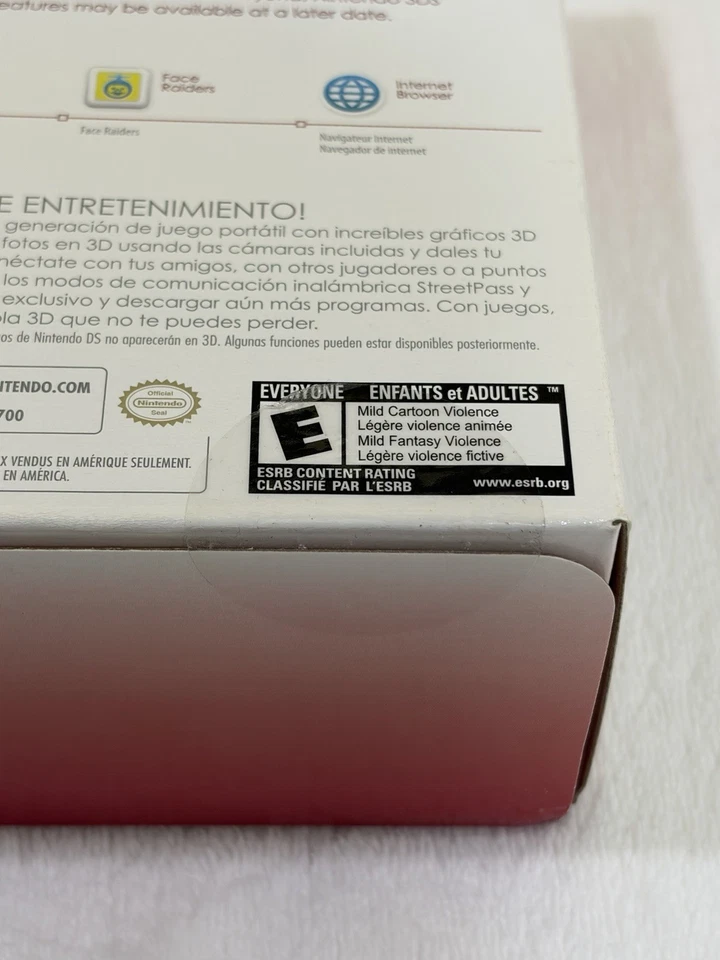 eatures may be available at a later date.
Face
Raiders
Internet
Browser
Face Raiders
Navigateur Internet
Navegador de internet
E ENTRETENIMIENTO!
generación de juego portátil con increíbles gráficos 3D
fotos en 3D usando las cámaras incluidas y dales tu
néctate con tus amigos, con otros jugadores o a puntos
los modos de comunicación inalámbrica StreetPass y
exclusivo y descargar aún más programas. Con juegos,
la 3D que no te puedes perder.
os de Nintendo DS no aparecerán en 3D. Algunas funciones pueden estar disponibles posteriormente.
NTENDO.COM
700
Official
Nintendo
Seal
X VENDUS EN AMÉRIQUE SEULEMENT.
EN AMÉRICA.
EVERYONE ENFANTS et ADULTES ™
E
Mild Cartoon Violence
Légère violence animée
Mild Fantasy Violence
Légère violence fictive
ESRB CONTENT RATING
CLASSIFIÉ PAR L'ESRB
www.esrb.org